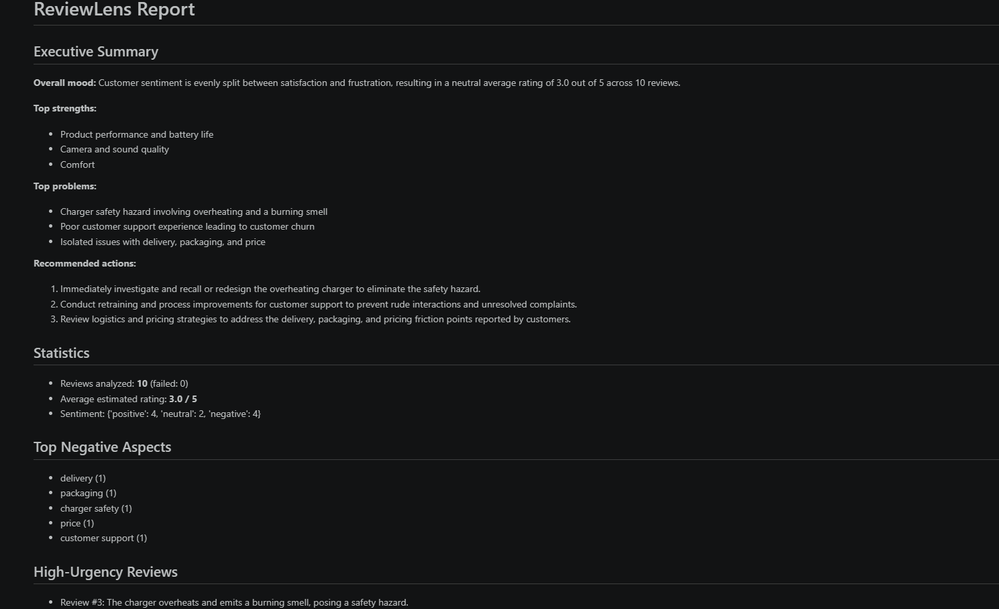 ReviewLens Report
Executive Summary
Overall mood: Customer sentiment is evenly split between satisfaction and frustration, resulting in a neutral average rating of 3.0 out of 5 across 10 reviews.
Top strengths:
Product performance and battery life
Camera and sound quality
Comfort
Top problems:
Charger safety hazard involving overheating and a burning smell
Poor customer support experience leading to customer churn
Isolated issues with delivery, packaging, and price
Recommended actions:
1. Immediately investigate and recall or redesign the overheating charger to eliminate the safety hazard.
2. Conduct retraining and process improvements for customer support to prevent rude interactions and unresolved complaints.
3. Review logistics and pricing strategies to address the delivery, packaging, and pricing friction points reported by customers.
Statistics
Reviews analyzed: 10 (failed: 0)
Average estimated rating: 3.0 / 5
Sentiment: {'positive': 4, 'neutral': 2, 'negative': 4}
Top Negative Aspects
delivery (1)
packaging (1)
charger safety (1)
price (1)
customer support (1)
High-Urgency Reviews
Review #3: The charger overheats and emits a burning smell, posing a safety hazard.